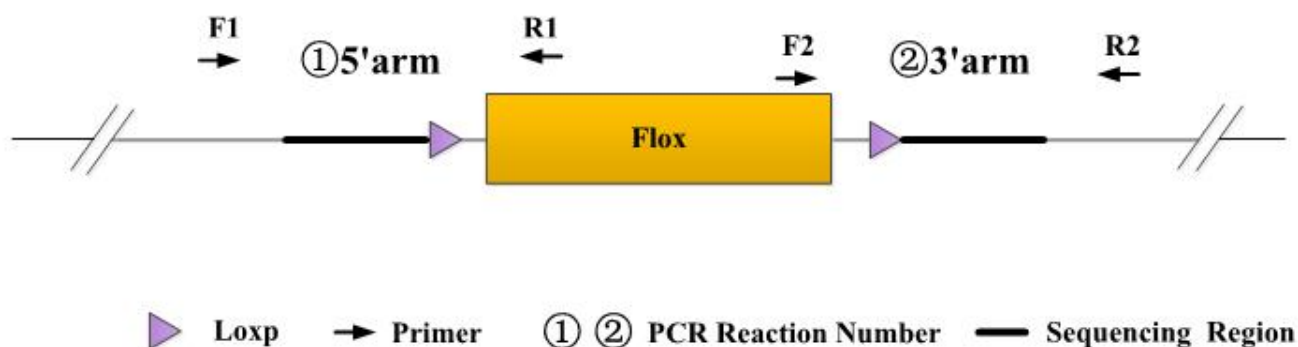 F1
R1
F2
R2
①5'arm
②3'arm
Flox
Loxp
Primer
① ② PCR Reaction Number
Sequencing Region